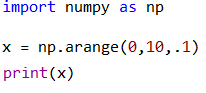 import numpy as np
x = np.arange(0,10,.1)
print(x)